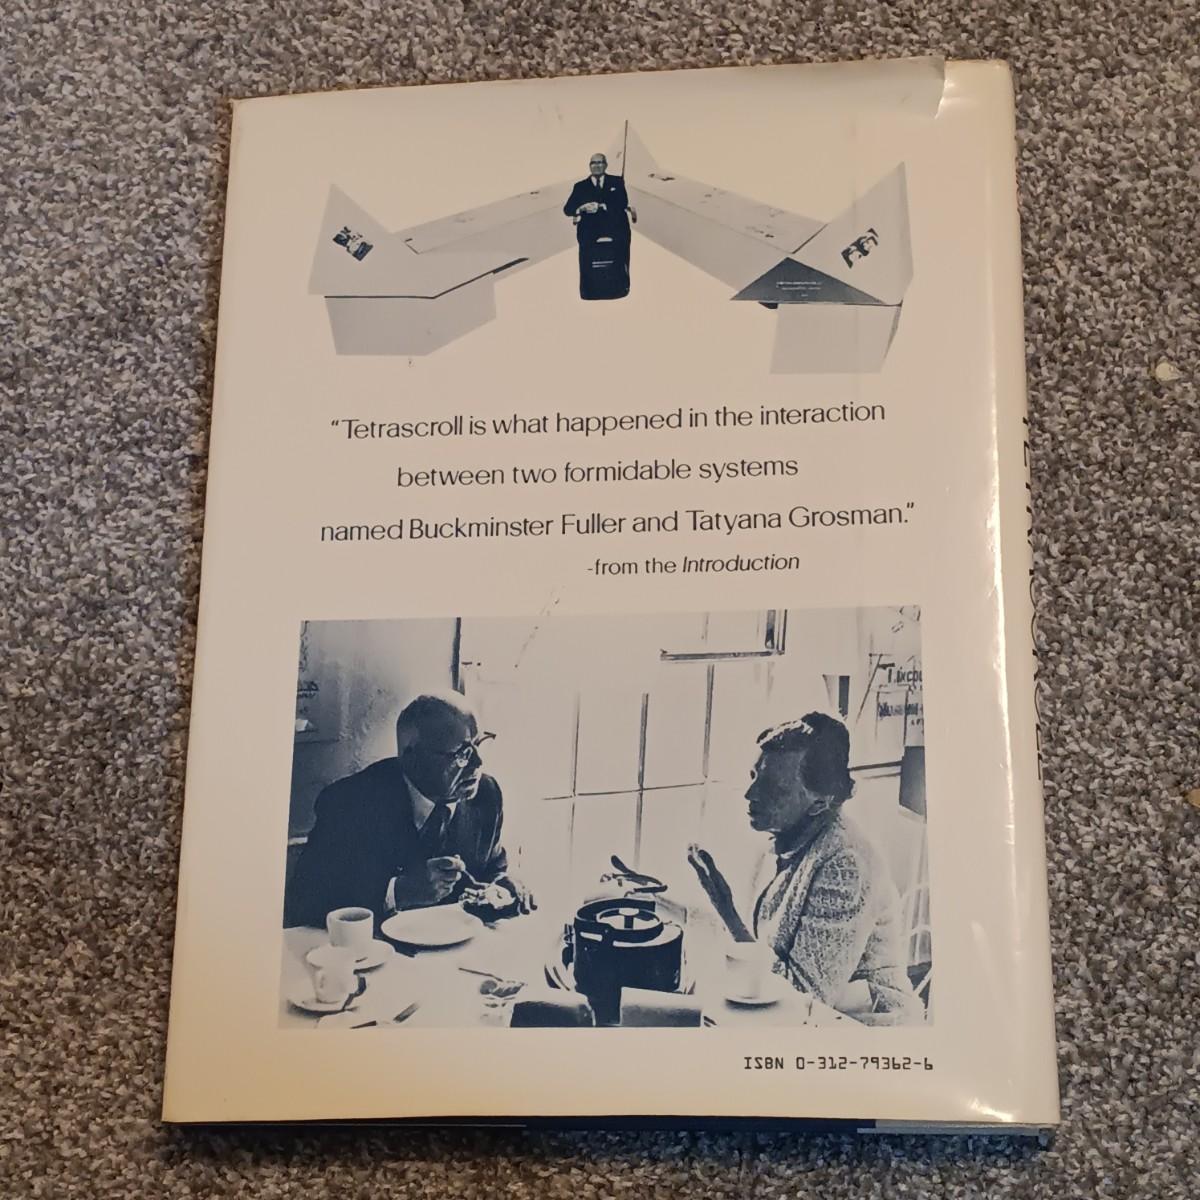 “Tetrascroll is what happened in the interaction
between two formidable systems
named Buckminster Fuller and Tatyana Grosman.”
-from the Introduction
ISBN 0-312-79362-6
TETRASCROLL